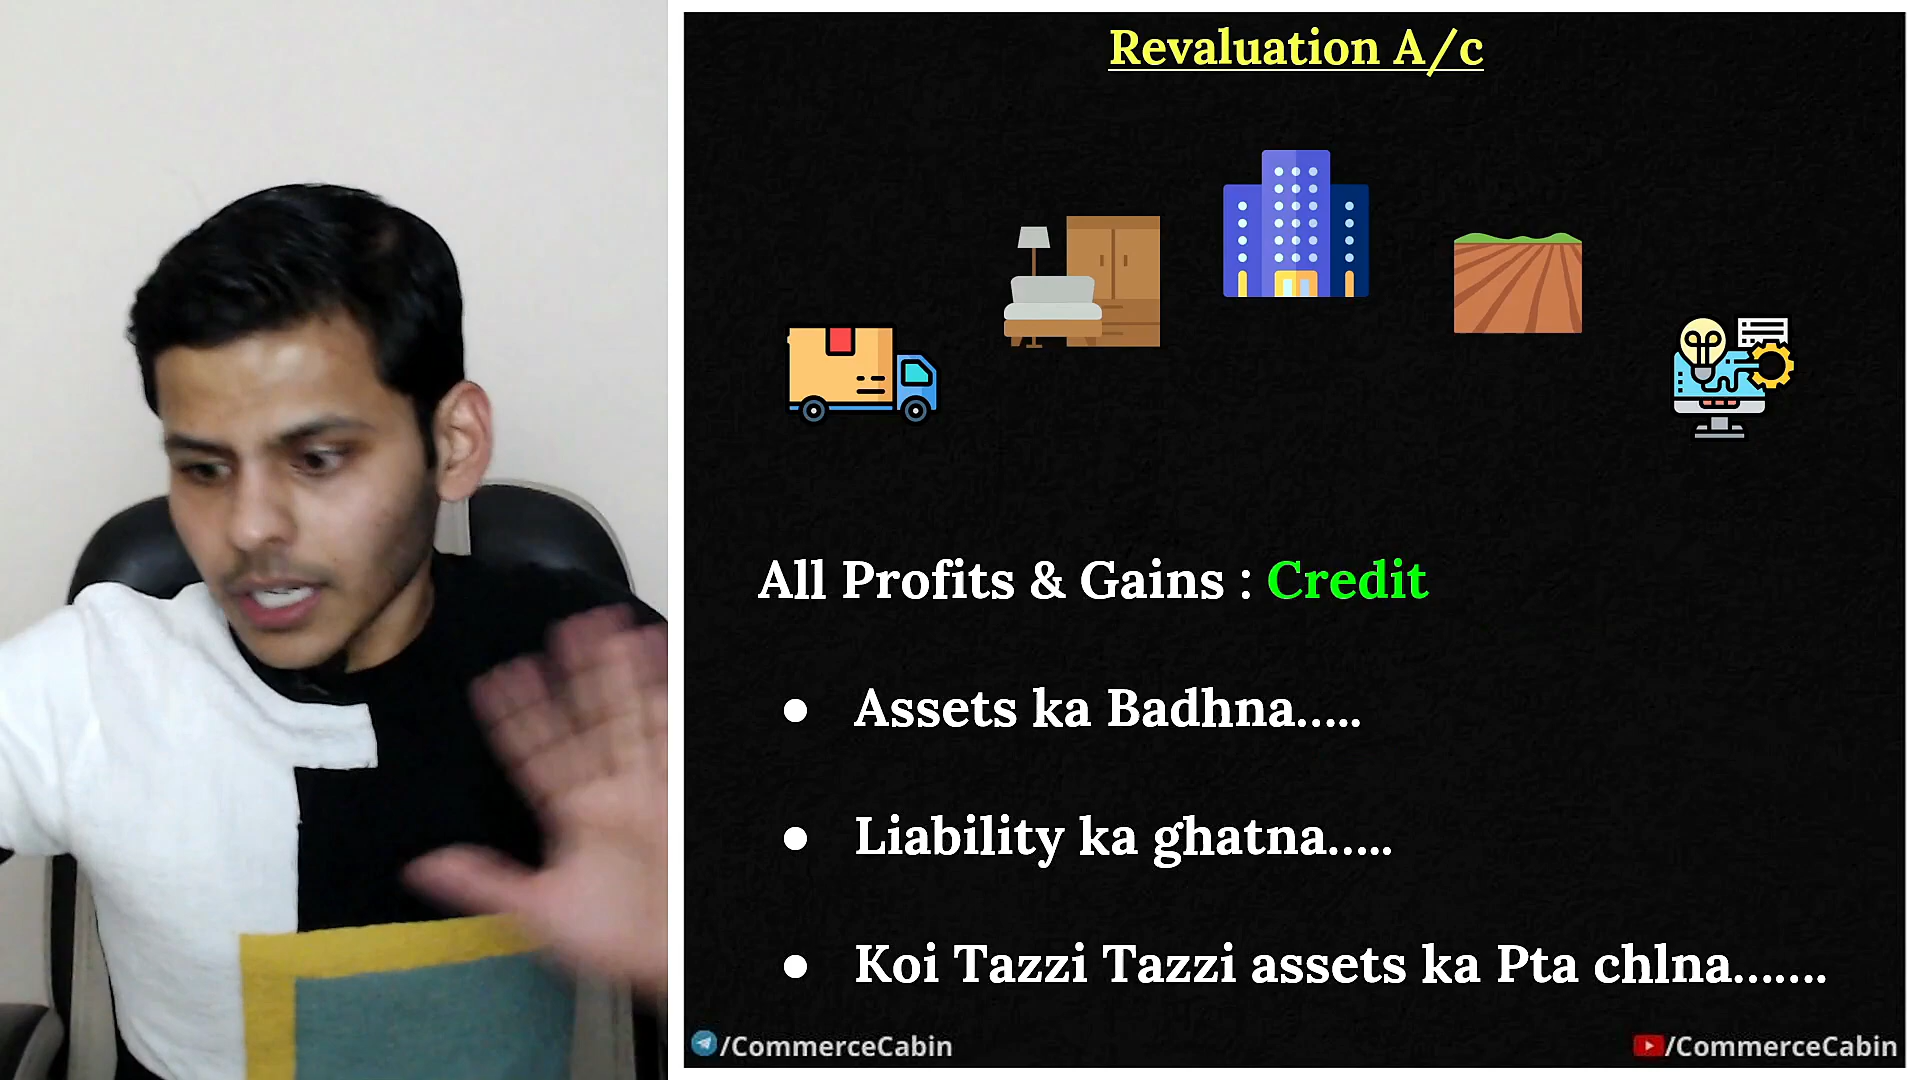 Revaluation A/c
All Profits & Gains : Credit
● Assets ka Badhna.....
● Liability ka ghatna.....
● Koi Tazzi Tazzi assets ka Pta chlna.......
/CommerceCabin
/CommerceCabin